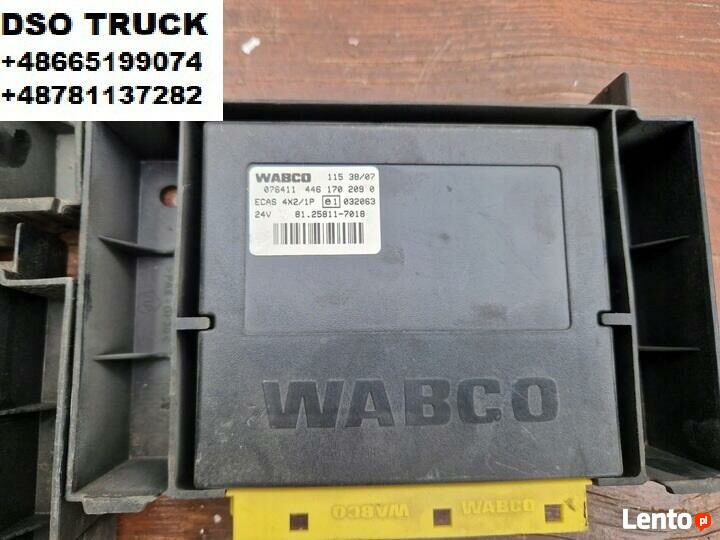 DSO TRUCK
+48665199074
+48781137282
WABCO 115 38/07
076411 446 170 209 0
ECAS 4X2/1P e1 032063
24V 81.25811-7018
WABCO
WABCO WABCO
Lento pl